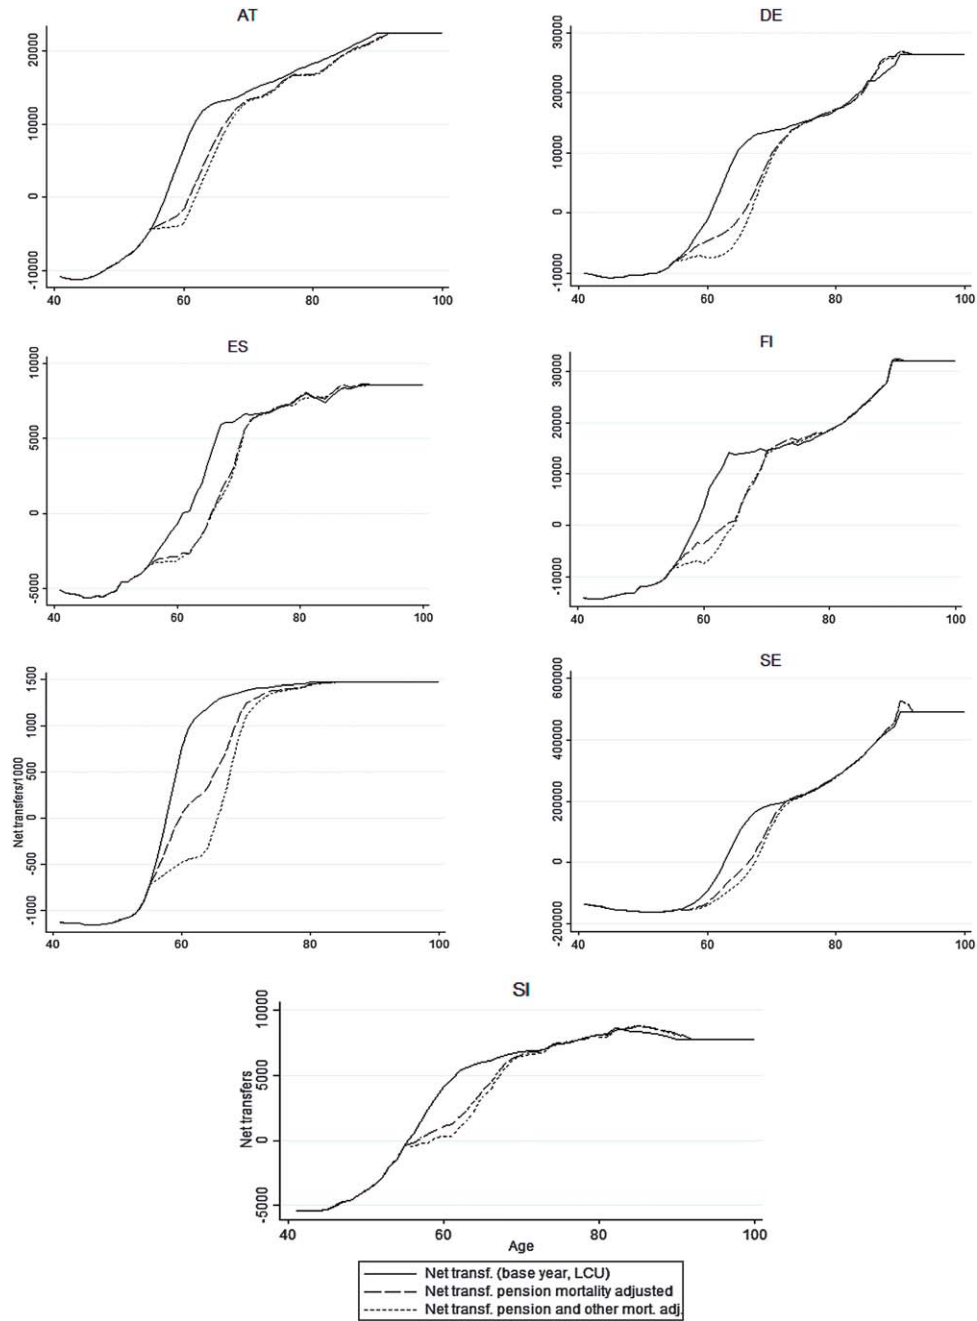 AT
20000
10000
0
-10000
40 60 80 100
DE
30000
20000
10000
0
-10000
40 60 80 100
ES
10000
5000
0
-5000
40 60 80 100
FI
30000
20000
10000
0
-10000
40 60 80 100
Net transfers/1000
1500
1000
500
0
-500
-1000
40 60 80 100
SE
600000
400000
200000
0
-200000
40 60 80 100
SI
Net transfers
10000
5000
0
-5000
40 60 80 100
Age
Net transf. (base year, LCU)
Net transf. pension mortality adjusted
Net transf. pension and other mort. adj.